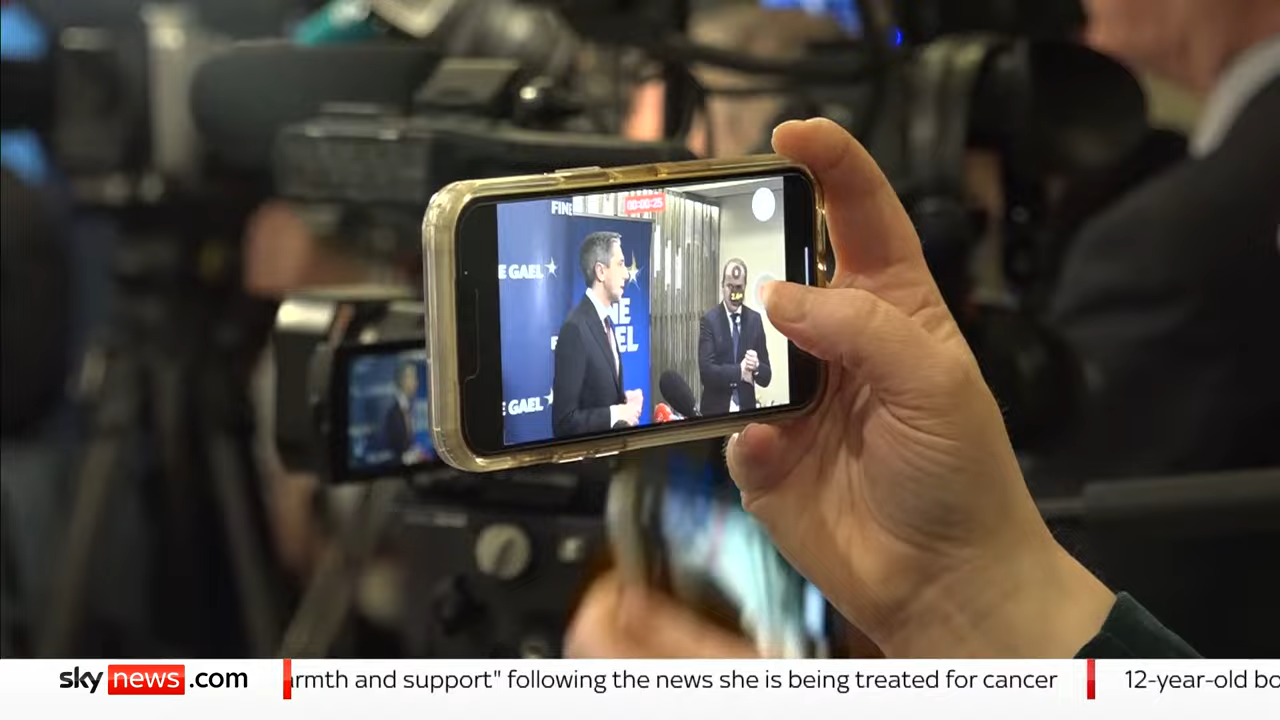 FINE
00:00:25
E GAEL
NE
EL
E GAEL
sky news.com
armth and support" following the news she is being treated for cancer
12-year-old bo